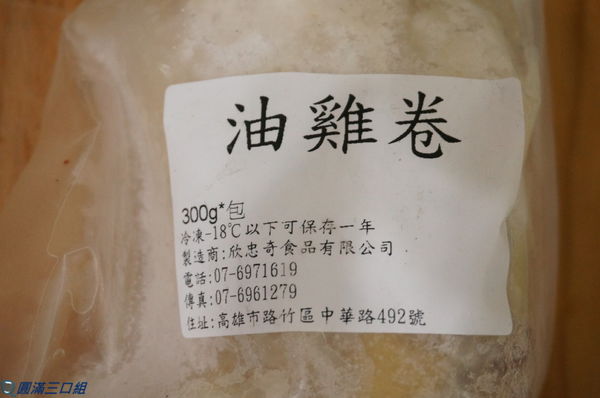 油雞卷
300g*包
冷凍-18℃以下可保存一年
製造商:欣忠奇食品有限公司
電話:07-6971619
傳真:07-6961279
住址:高雄市路竹區中華路492號
圓滿三口組